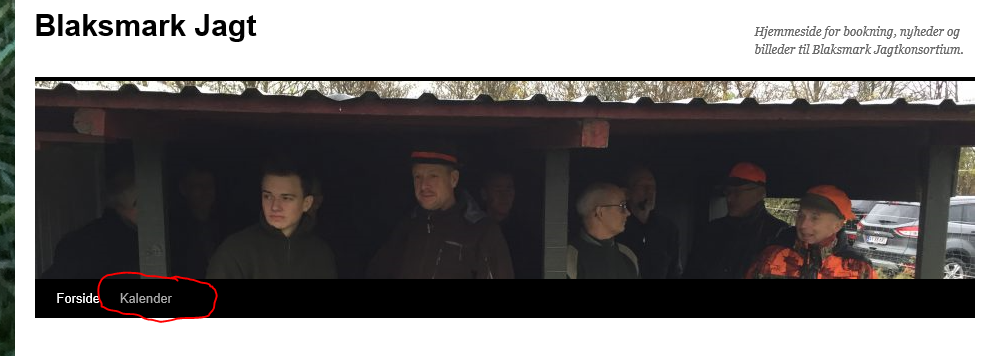 Blaksmark Jagt
Hjemmeside for bookning, nyheder og
billeder til Blaksmark Jagtkonsortium.
Forside
Kalender